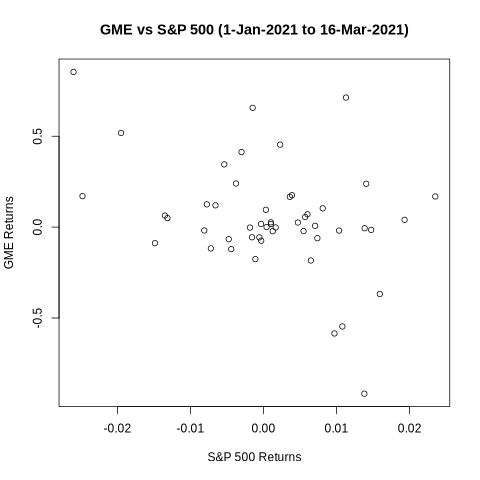 GME vs S&P 500 (1-Jan-2021 to 16-Mar-2021)
GME Returns
0.5
0.0
-0.5
-0.02 -0.01 0.00 0.01 0.02
S&P 500 Returns